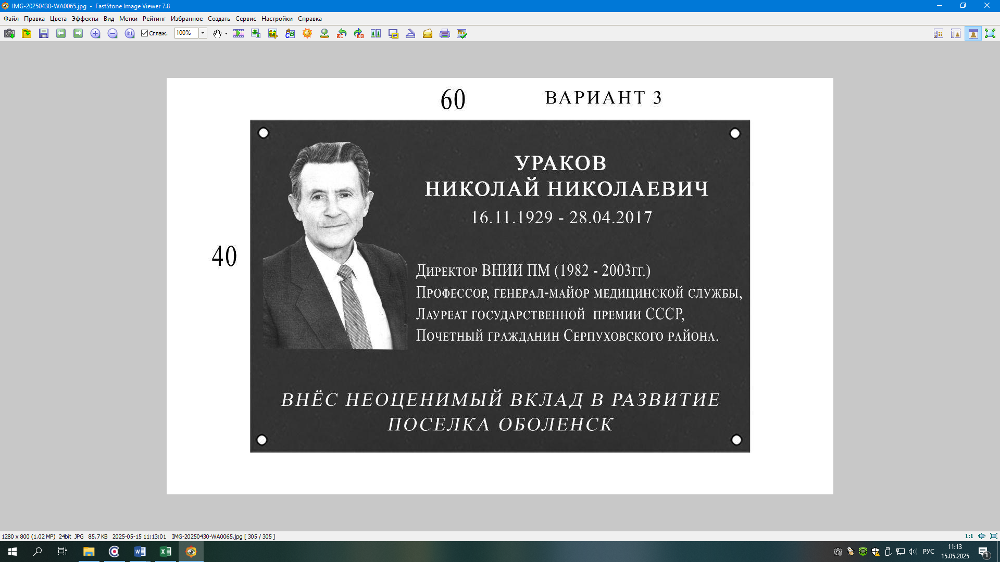 IMG-20250430-WA0065.jpg - FastStone Image Viewer 7.8
Файл Правка Цвета Эффекты Вид Метки Рейтинг Избранное Создать Сервис Настройки Справка
Сглаж. 100%
60 ВАРИАНТ 3
40
УРАКОВ
НИКОЛАЙ НИКОЛАЕВИЧ
16.11.1929 - 28.04.2017
Директор ВНИИ ПМ (1982 - 2003гг.)
Профессор, генерал-майор медицинской службы,
Лауреат государственной премии СССР,
Почетный гражданин Серпуховского района.
ВНЁС НЕОЦЕНИМЫЙ ВКЛАД В РАЗВИТИЕ
ПОСЕЛКА ОБОЛЕНСК
1280 x 800 (1.02 MP) 24bit JPG 85.7 KB 2025-05-15 11:13:01 IMG-20250430-WA0065.jpg [ 305 / 305 ]
1:1
РУС
11:13
15.05.2025
1